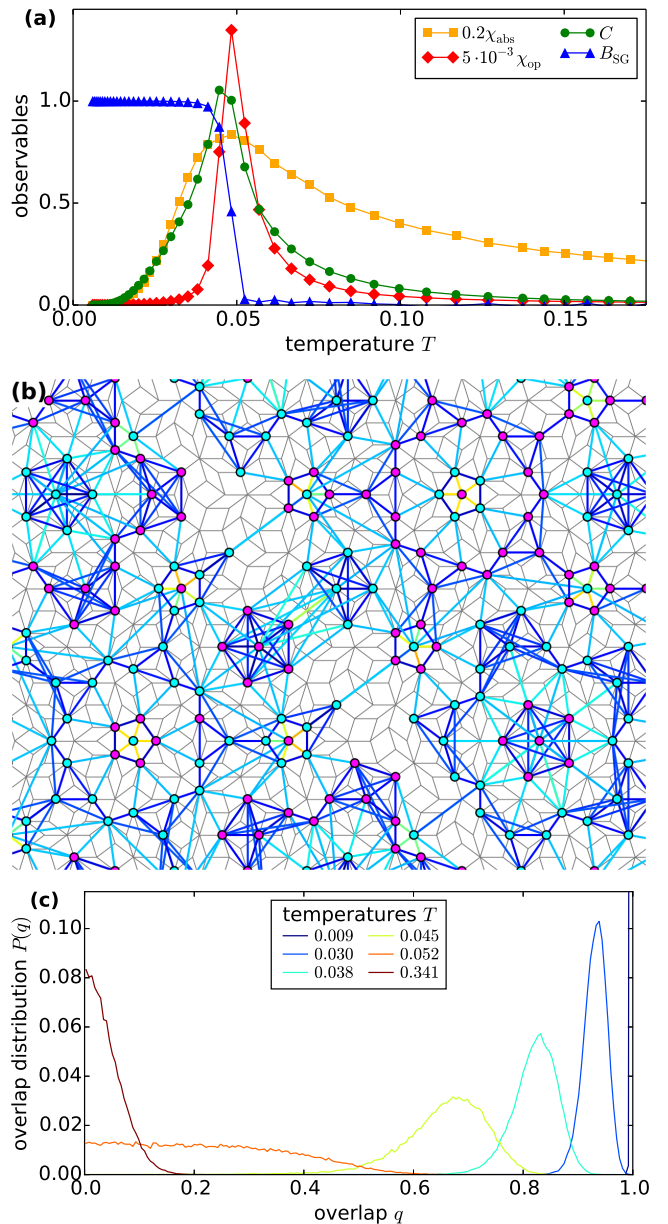 (a)
0.2χabs
5·10⁻³χop
C
BSG
observables
1.0
0.5
0.0
0.00
0.05
0.10
0.15
temperature T
(b)
(c)
overlap distribution P(q)
0.10
0.08
0.06
0.04
0.02
0.00
temperatures T
0.009
0.030
0.038
0.045
0.052
0.341
0.0
0.2
0.4
0.6
0.8
1.0
overlap q